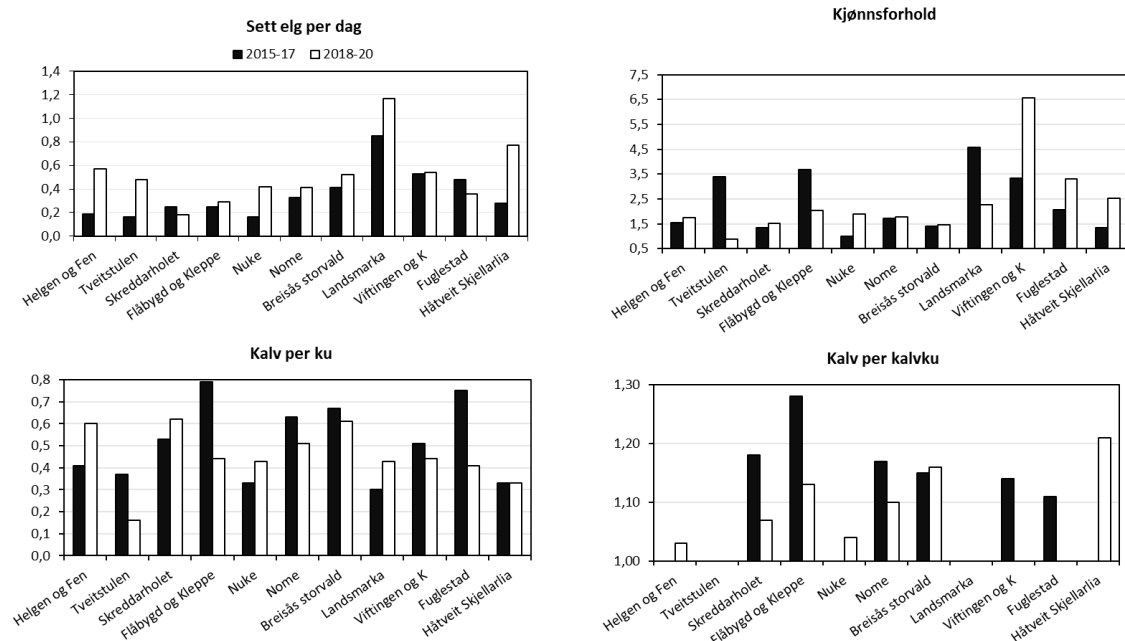 Sett elg per dag
2015-17 2018-20
1,4
1,2
1,0
0,8
0,6
0,4
0,2
0,0
Helgen og Fen
Tveitstulen
Skreddarholet
Flåbygd og Kleppe
Nuke
Nome
Breisås storvald
Landsmarka
Viftingen og K
Fuglestad
Håtveit Skjellarlia
Kjønnsforhold
7,5
6,5
5,5
4,5
3,5
2,5
1,5
0,5
Helgen og Fen
Tveitstulen
Skreddarholet
Flåbygd og Kleppe
Nuke
Nome
Breisås storvald
Landsmarka
Viftingen og K
Fuglestad
Håtveit Skjellarlia
Kalv per ku
0,8
0,7
0,6
0,5
0,4
0,3
0,2
0,1
0,0
Helgen og Fen
Tveitstulen
Skreddarholet
Flåbygd og Kleppe
Nuke
Nome
Breisås storvald
Landsmarka
Viftingen og K
Fuglestad
Håtveit Skjellarlia
Kalv per kalvku
1,30
1,20
1,10
1,00
Helgen og Fen
Tveitstulen
Skreddarholet
Flåbygd og Kleppe
Nuke
Nome
Breisås storvald
Landsmarka
Viftingen og K
Fuglestad
Håtveit Skjellarlia